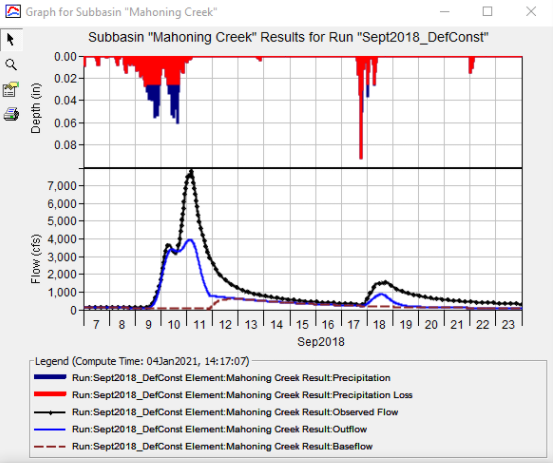 Graph for Subbasin "Mahoning Creek"
Subbasin "Mahoning Creek" Results for Run "Sept2018_DefConst"
0.00
0.02
0.04
0.06
0.08
Depth (in)
7,000
6,000
5,000
4,000
3,000
2,000
1,000
0
Flow (cfs)
7 8 9 10 11 12 13 14 15 16 17 18 19 20 21 22 23
Sep2018
Legend (Compute Time: 04Jan2021, 14:17:07)
Run:Sept2018_DefConst Element:Mahoning Creek Result:Precipitation
Run:Sept2018_DefConst Element:Mahoning Creek Result:Precipitation Loss
Run:Sept2018_DefConst Element:Mahoning Creek Result:Observed Flow
Run:Sept2018_DefConst Element:Mahoning Creek Result:Outflow
Run:Sept2018_DefConst Element:Mahoning Creek Result:Baseflow